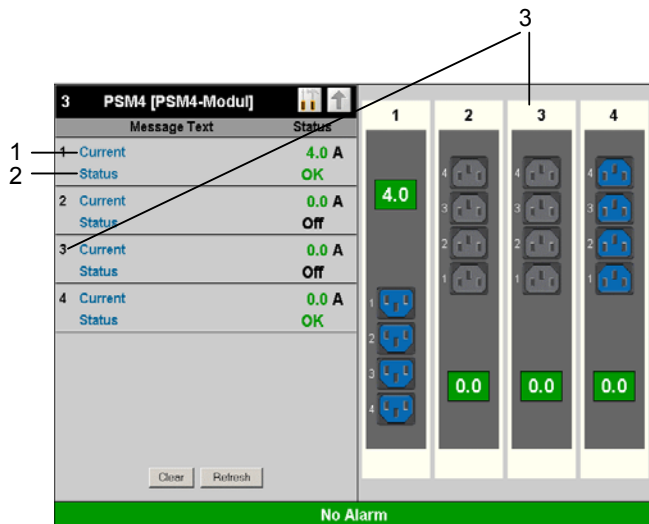 3
3 PSM4 [PSM4-Modul]
Message Text Status
1
1 Current 4.0 A
2
Status OK
2 Current 0.0 A
Status Off
3 Current 0.0 A
Status Off
4 Current 0.0 A
Status OK
Clear Refresh
1 2 3 4
4.0
4 4 4
3 3 3
2 2 2
1 1 1
1
2
3
4
0.0 0.0 0.0
No Alarm